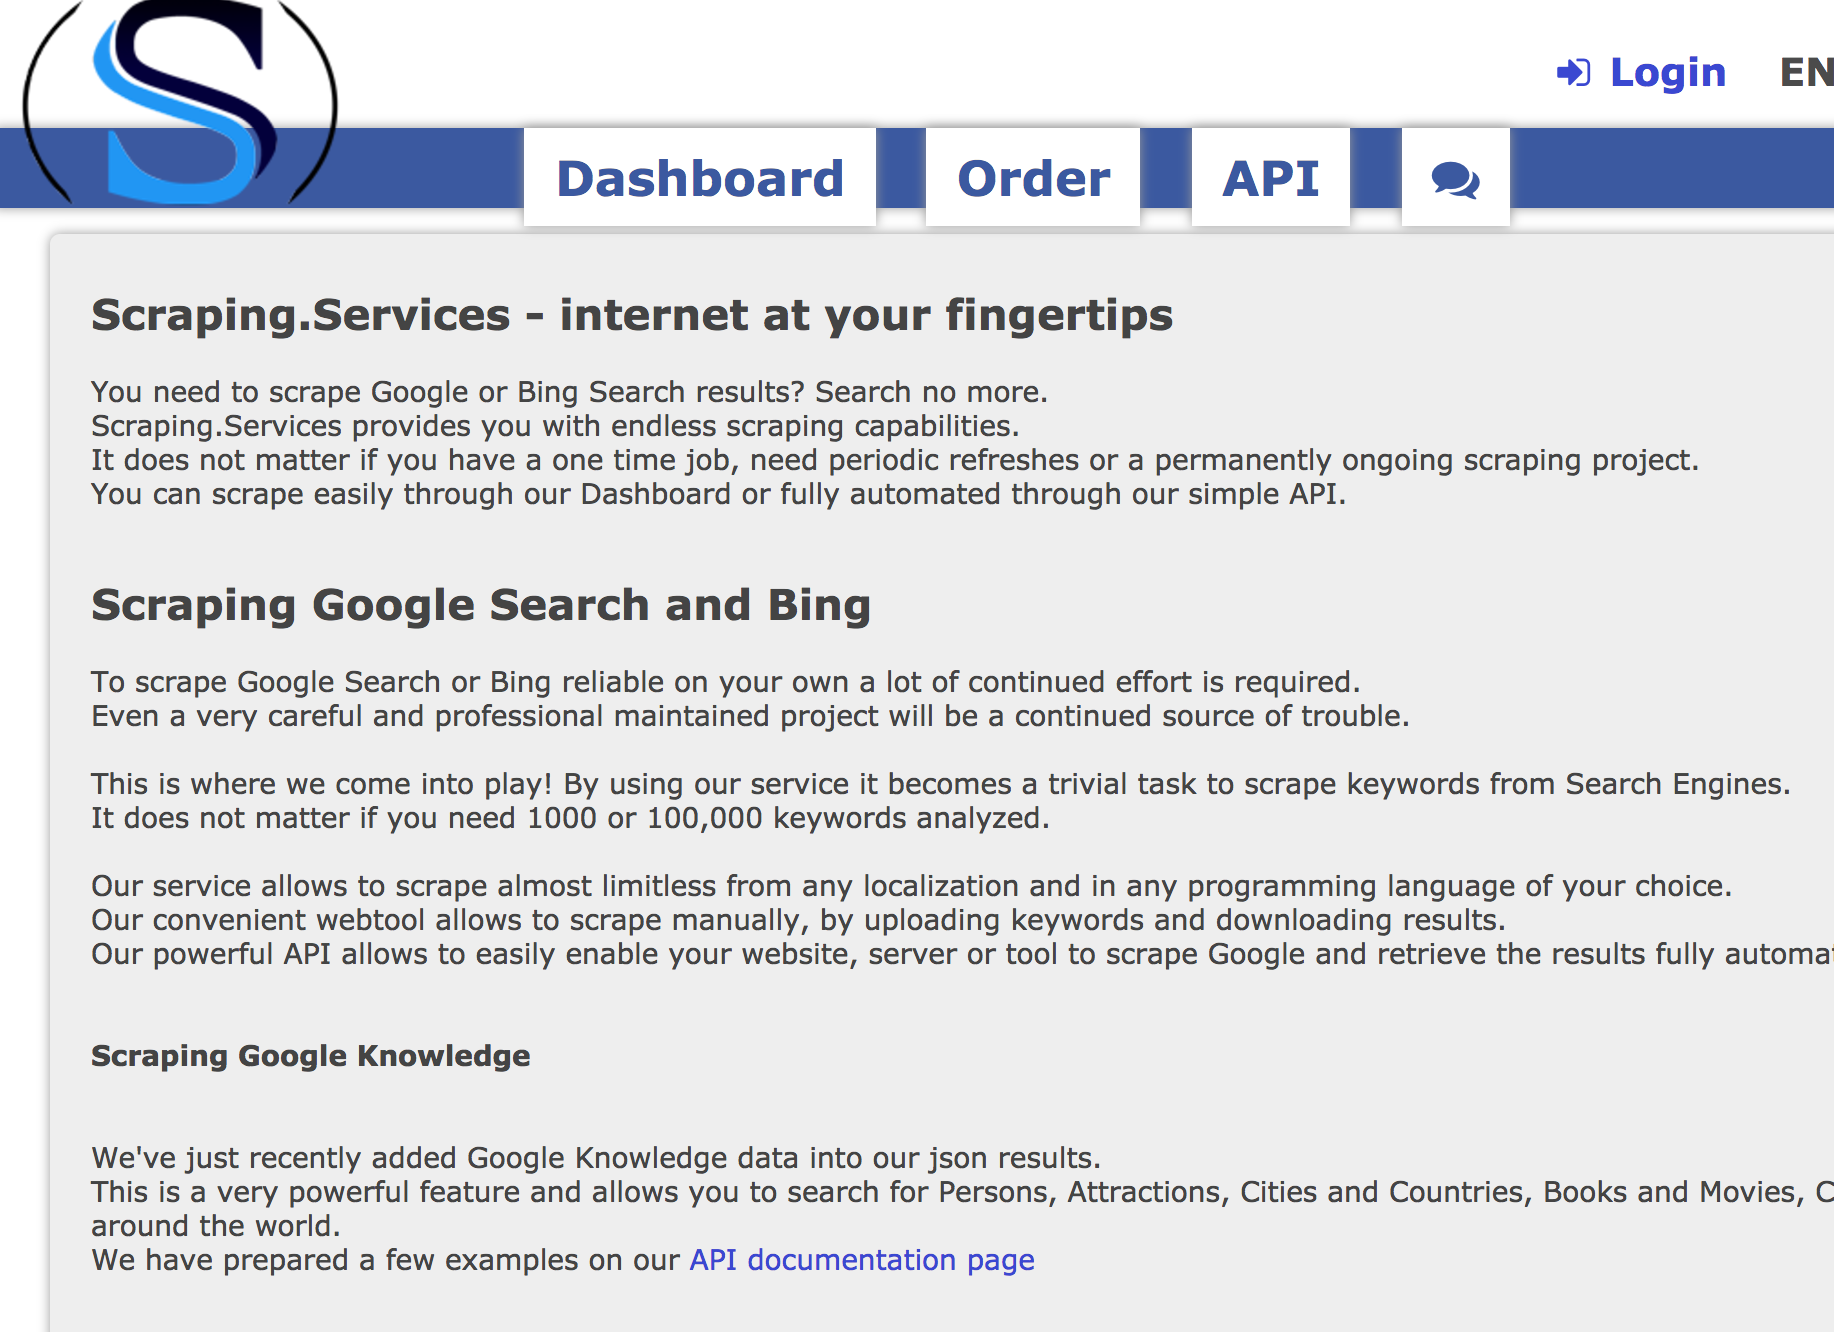 S
Login EN
Dashboard Order API
Scraping.Services - internet at your fingertips
You need to scrape Google or Bing Search results? Search no more.
Scraping.Services provides you with endless scraping capabilities.
It does not matter if you have a one time job, need periodic refreshes or a permanently ongoing scraping project.
You can scrape easily through our Dashboard or fully automated through our simple API.
Scraping Google Search and Bing
To scrape Google Search or Bing reliable on your own a lot of continued effort is required.
Even a very careful and professional maintained project will be a continued source of trouble.
This is where we come into play! By using our service it becomes a trivial task to scrape keywords from Search Engines.
It does not matter if you need 1000 or 100,000 keywords analyzed.
Our service allows to scrape almost limitless from any localization and in any programming language of your choice.
Our convenient webtool allows to scrape manually, by uploading keywords and downloading results.
Our powerful API allows to easily enable your website, server or tool to scrape Google and retrieve the results fully
Scraping Google Knowledge
We've just recently added Google Knowledge data into our json results.
This is a very powerful feature and allows you to search for Persons, Attractions, Cities and Countries, Books and Movies,
around the world.
We have prepared a few examples on our API documentation page